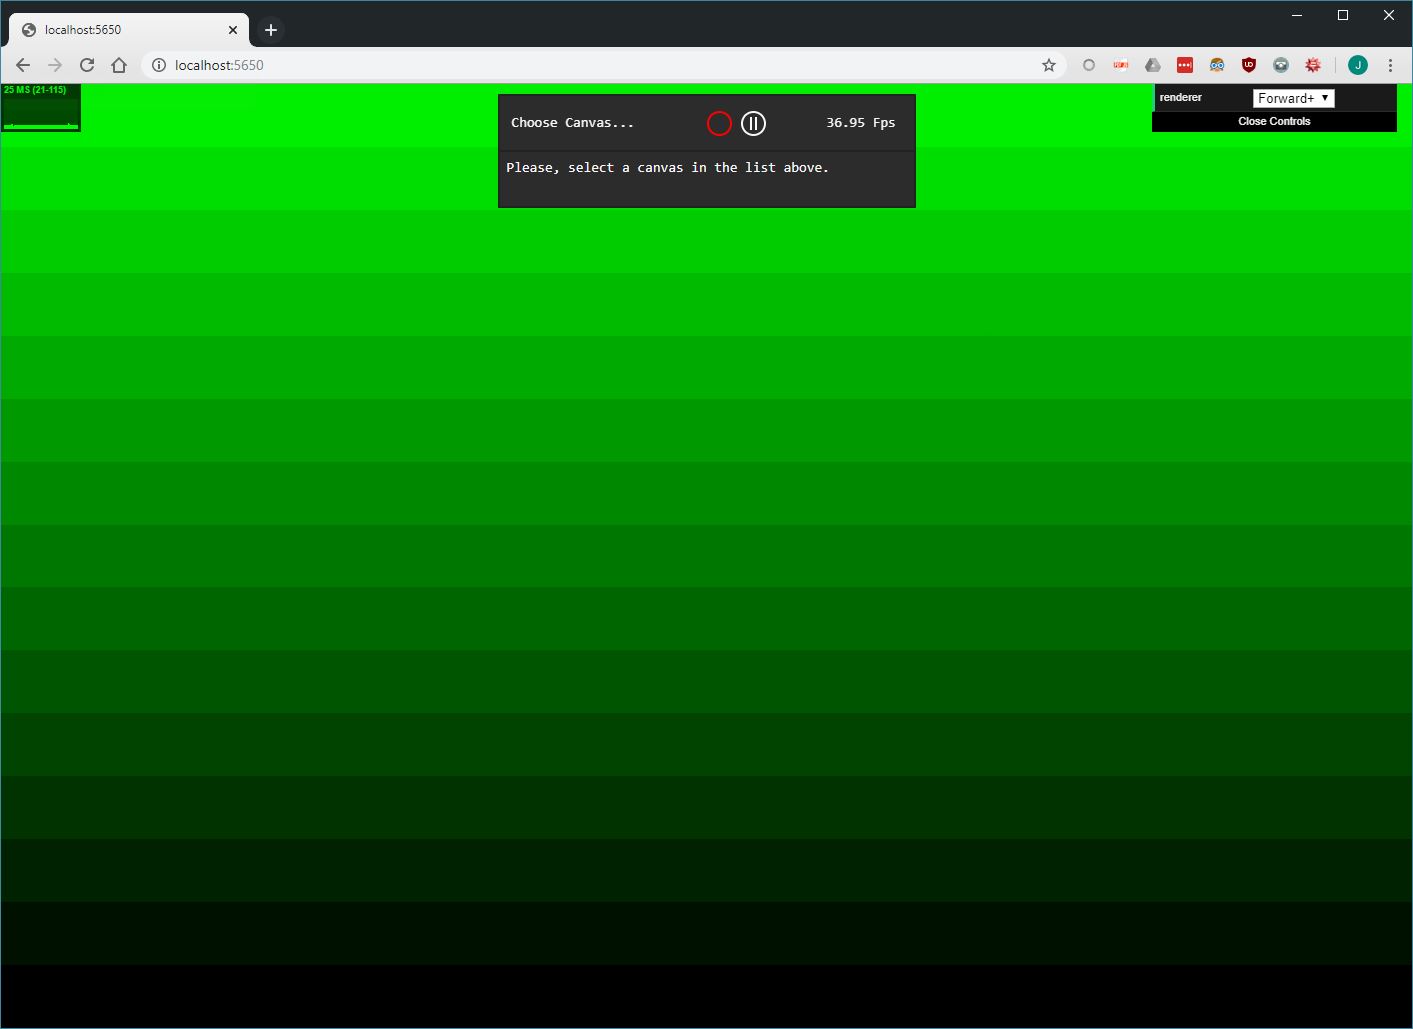 localhost:5650
localhost:5650
J
25 MS (21-115)
Choose Canvas...
36.95 Fps
Please, select a canvas in the list above.
renderer
Forward+
Close Controls